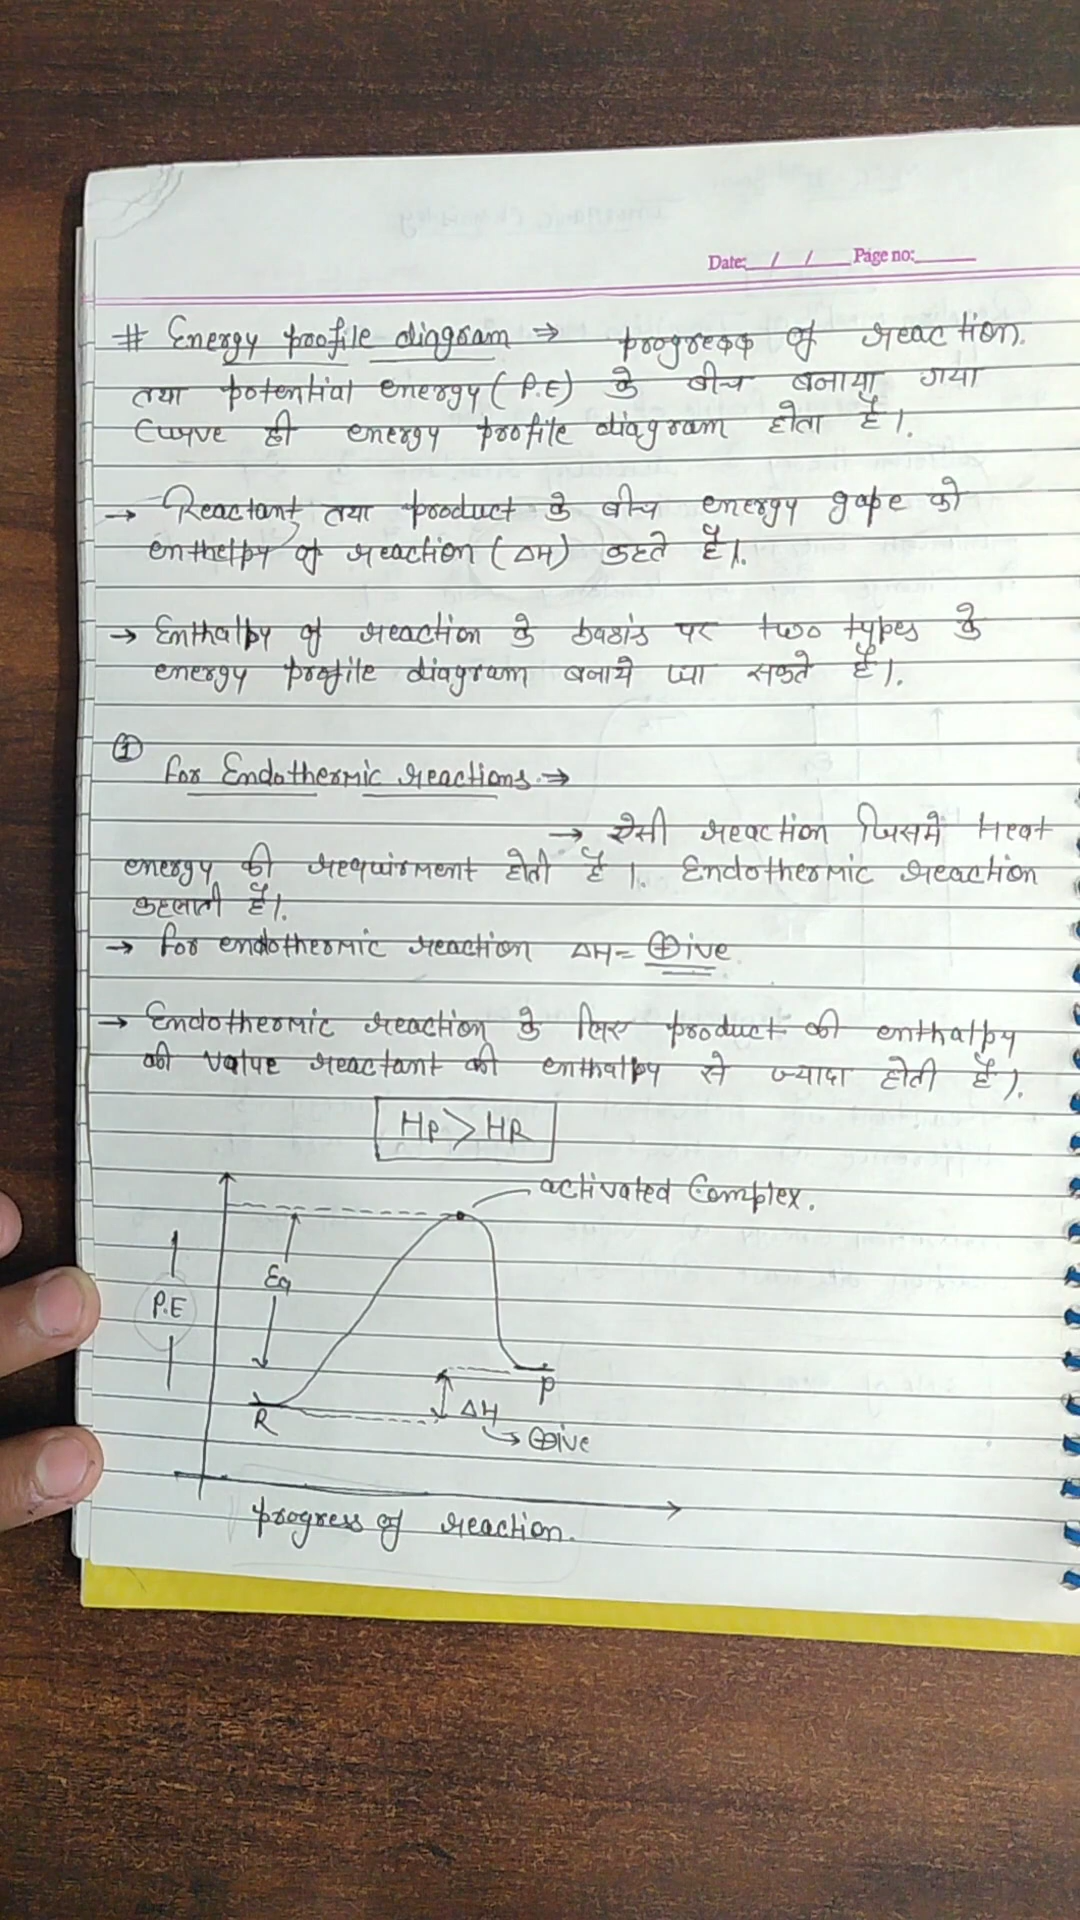 Date: / / Page no:
# Energy profile diagram → progress of reaction.
तथा potential energy (P.E) के बीच बनाया गया
curve ही energy profile diagram होता है।.
→ Reactant तथा product के बीच energy gape को
enthelpy of reaction (ΔH) कहते हैं।.
→ Enthalpy of reaction के पर two types के
energy profile diagram बनाये जा सकते हैं।.
①
for Endothermic reactions. →
→ ऐसी reaction जिसमें Heat
energy की requirment होती है ।. Endothermic reaction
कहलाती है।.
→ for endothermic reaction ΔH = ⊕ive.
→ Endothermic reaction के लिए product की enthalpy
की value reactant की enthalpy से ज्यादा होती है ।.
HP > HR
activated Complex.
Ea
P.E
P
R
ΔH
→ ⊕ive
progress of reaction.